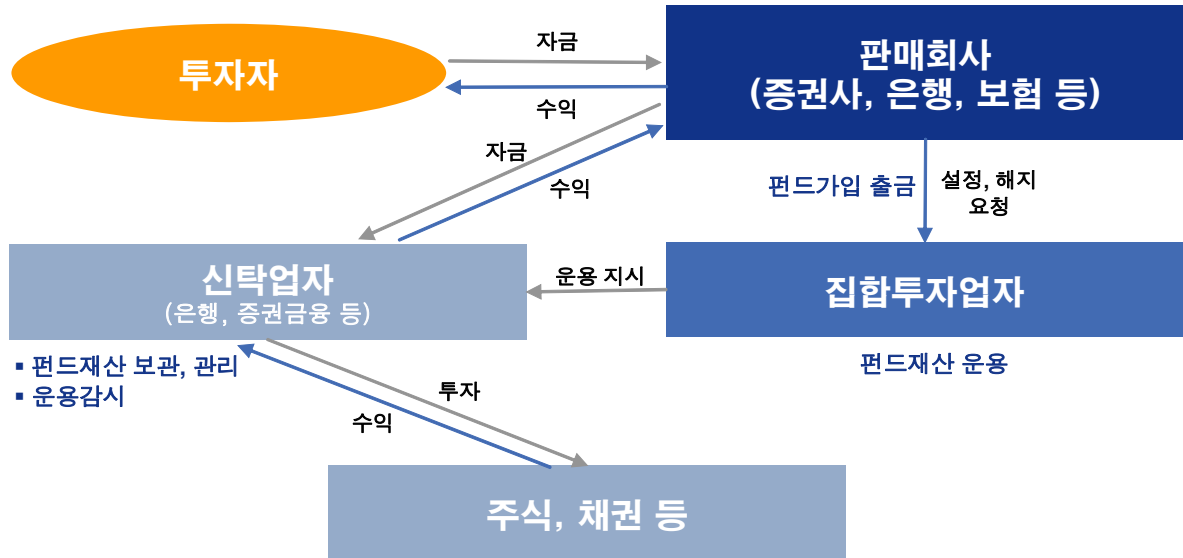 투자자
자금
수익
판매회사
(증권사, 은행, 보험 등)
자금
수익
펀드가입 출금
설정, 해지
요청
신탁업자
(은행, 증권금융 등)
운용 지시
집합투자업자
▪ 펀드재산 보관, 관리
▪ 운용감시
펀드재산 운용
투자
수익
주식, 채권 등